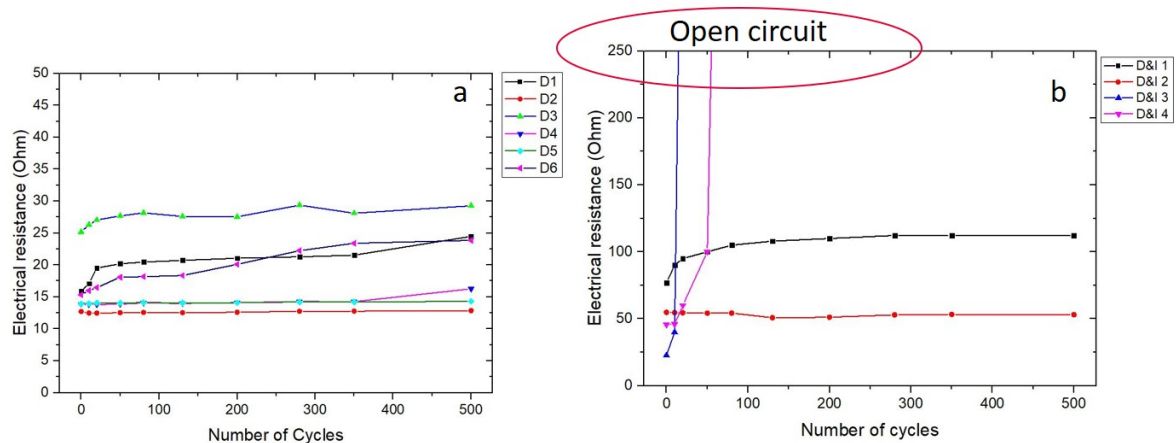 Open circuit
50
45
40
35
30
25
20
15
10
5
0
Electrical resistance (Ohm)
0
100
200
300
400
500
Number of Cycles
a
D1
D2
D3
D4
D5
D6
250
200
150
100
50
0
Electrical resistance (Ohm)
0
100
200
300
400
500
Number of cycles
b
D&I 1
D&I 2
D&I 3
D&I 4